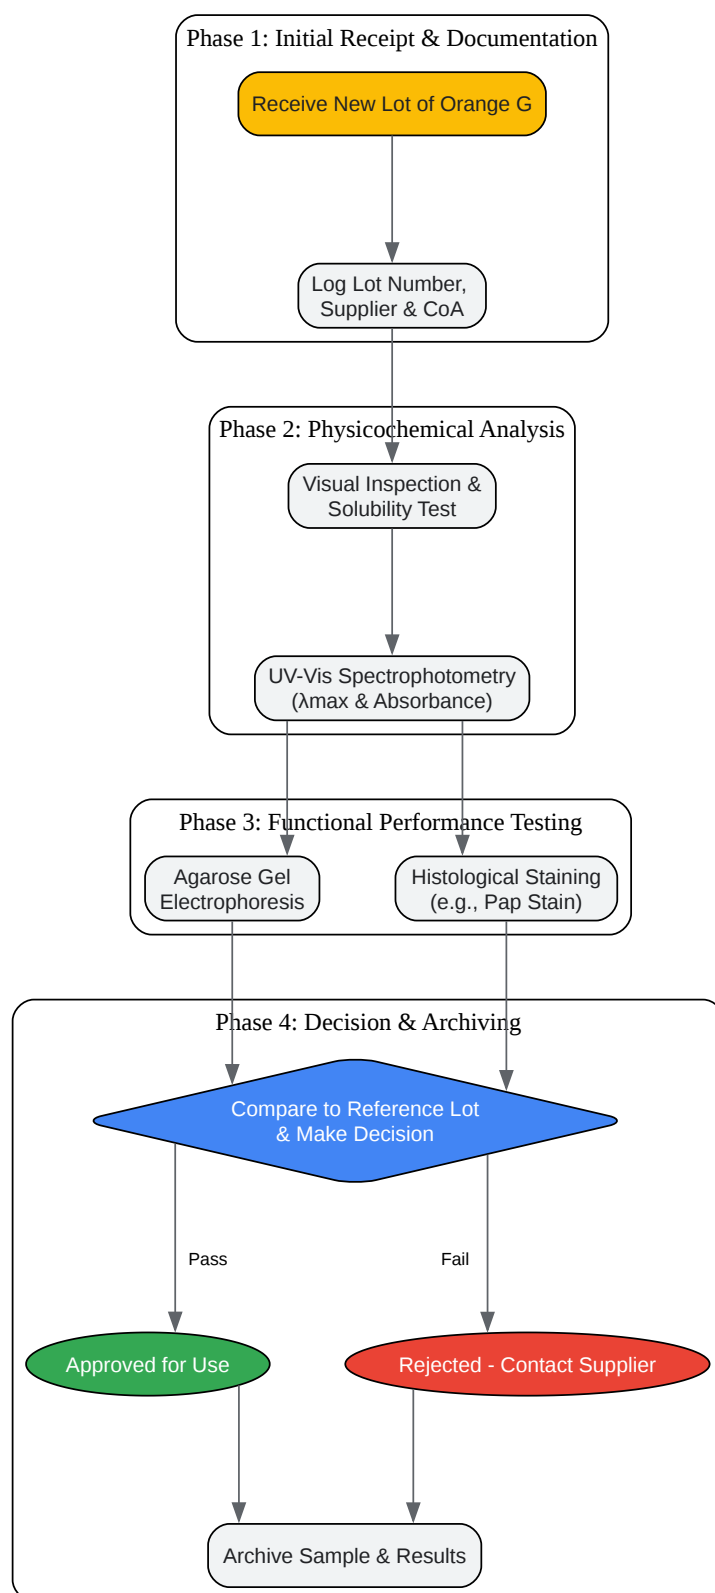 Phase 1: Initial Receipt & Documentation
Receive New Lot of Orange G
Log Lot Number,
Supplier & CoA
Phase 2: Physicochemical Analysis
Visual Inspection &
Solubility Test
UV-Vis Spectrophotometry
(λmax & Absorbance)
Phase 3: Functional Performance Testing
Agarose Gel
Electrophoresis
Histological Staining
(e.g., Pap Stain)
Phase 4: Decision & Archiving
Compare to Reference Lot
& Make Decision
Pass
Fail
Approved for Use
Rejected - Contact Supplier
Archive Sample & Results